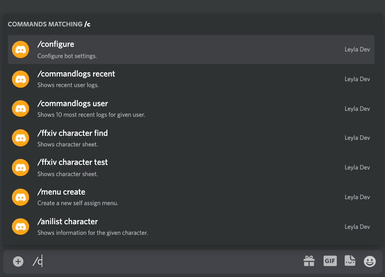 COMMANDS MATCHING /c
/configure
Configure bot settings.
Leyla Dev
/commandlogs recent
Shows recent user logs.
Leyla Dev
/commandlogs user
Shows 10 most recent logs for given user.
Leyla Dev
/ffxiv character find
Shows character sheet.
Leyla Dev
/ffxiv character test
Shows character sheet.
Leyla Dev
/menu create
Create a new self assign menu.
Leyla Dev
/anilist character
Shows information for the given character.
Leyla Dev
/c
GIF